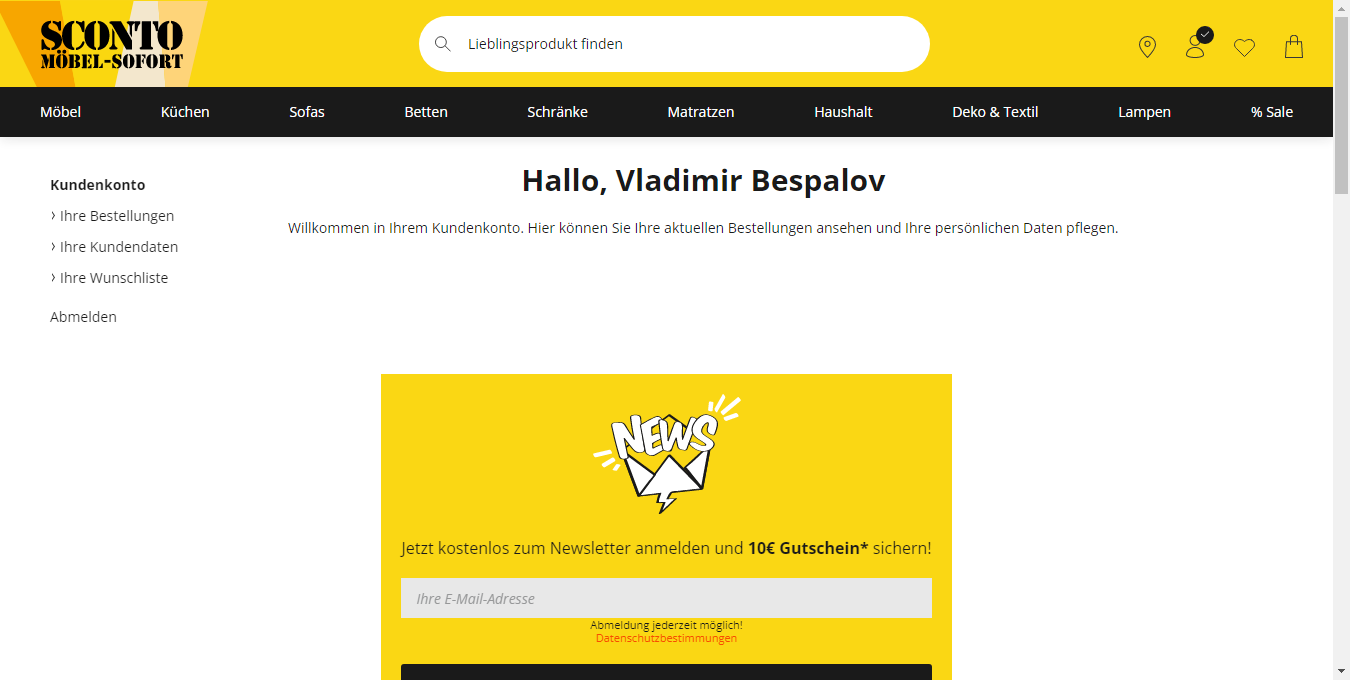 SCONTO
MÖBEL-SOFORT
Lieblingsprodukt finden
Möbel Küchen Sofas Betten Schränke Matratzen Haushalt Deko & Textil Lampen % Sale
Kundenkonto
› Ihre Bestellungen
› Ihre Kundendaten
› Ihre Wunschliste
Abmelden
Hallo, Vladimir Bespalov
Willkommen in Ihrem Kundenkonto. Hier können Sie Ihre aktuellen Bestellungen ansehen und Ihre persönlichen Daten pflegen.
NEWS
Jetzt kostenlos zum Newsletter anmelden und 10€ Gutschein* sichern!
Ihre E-Mail-Adresse
Abmeldung jederzeit möglich!
Datenschutzbestimmungen